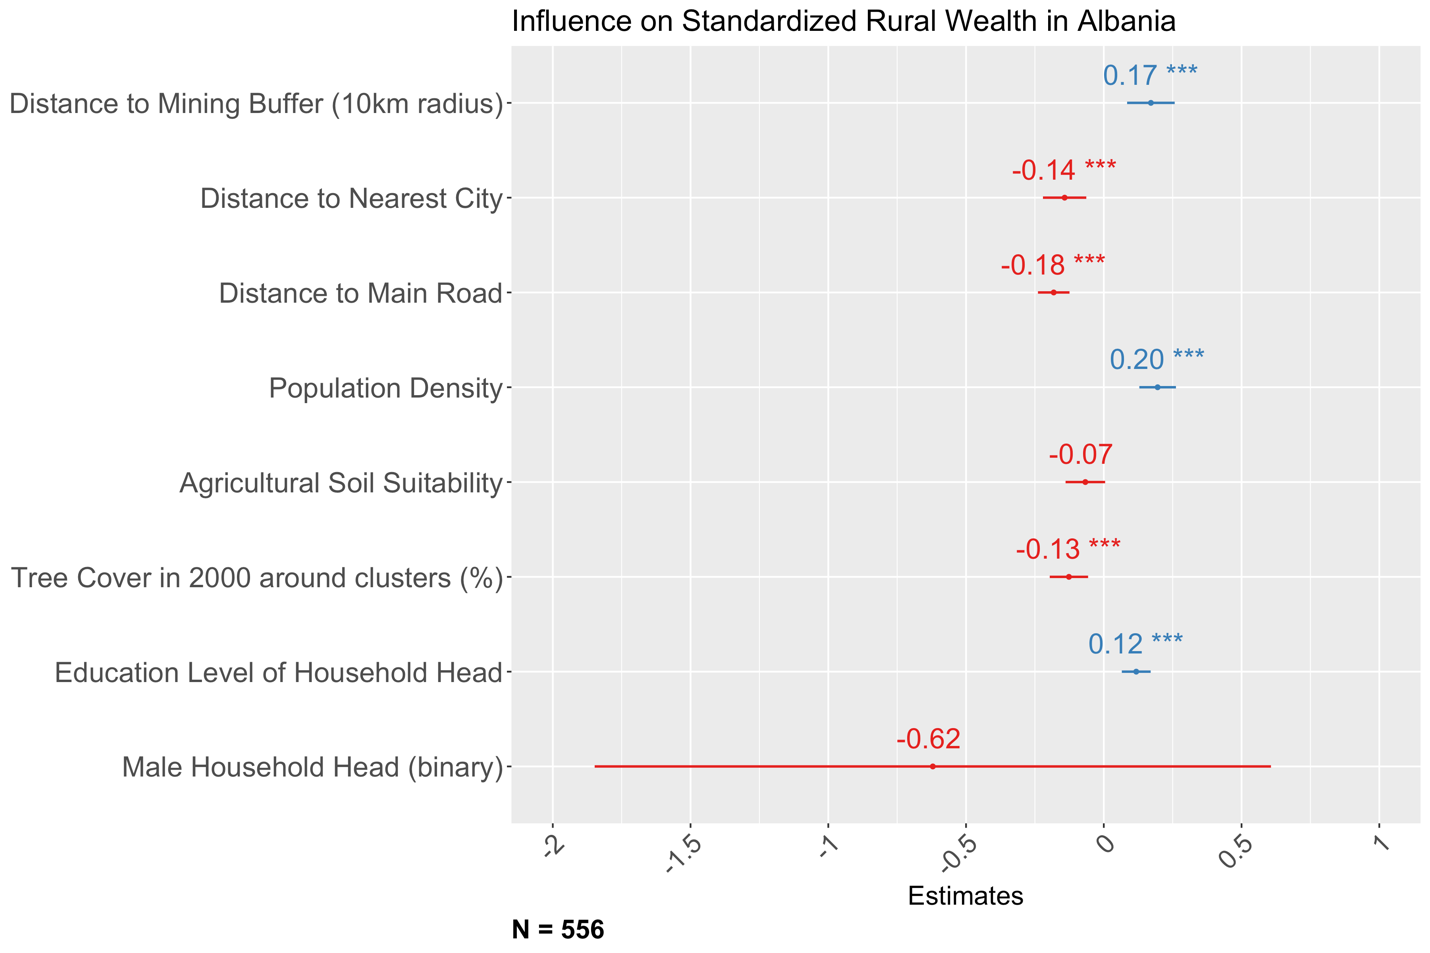 Influence on Standardized Rural Wealth in Albania
Distance to Mining Buffer (10km radius)
0.17 ***
Distance to Nearest City
-0.14 ***
Distance to Main Road
-0.18 ***
Population Density
0.20 ***
Agricultural Soil Suitability
-0.07
Tree Cover in 2000 around clusters (%)
-0.13 ***
Education Level of Household Head
0.12 ***
Male Household Head (binary)
-0.62
-2 -1.5 -1 -0.5 0 0.5 1
Estimates
N = 556